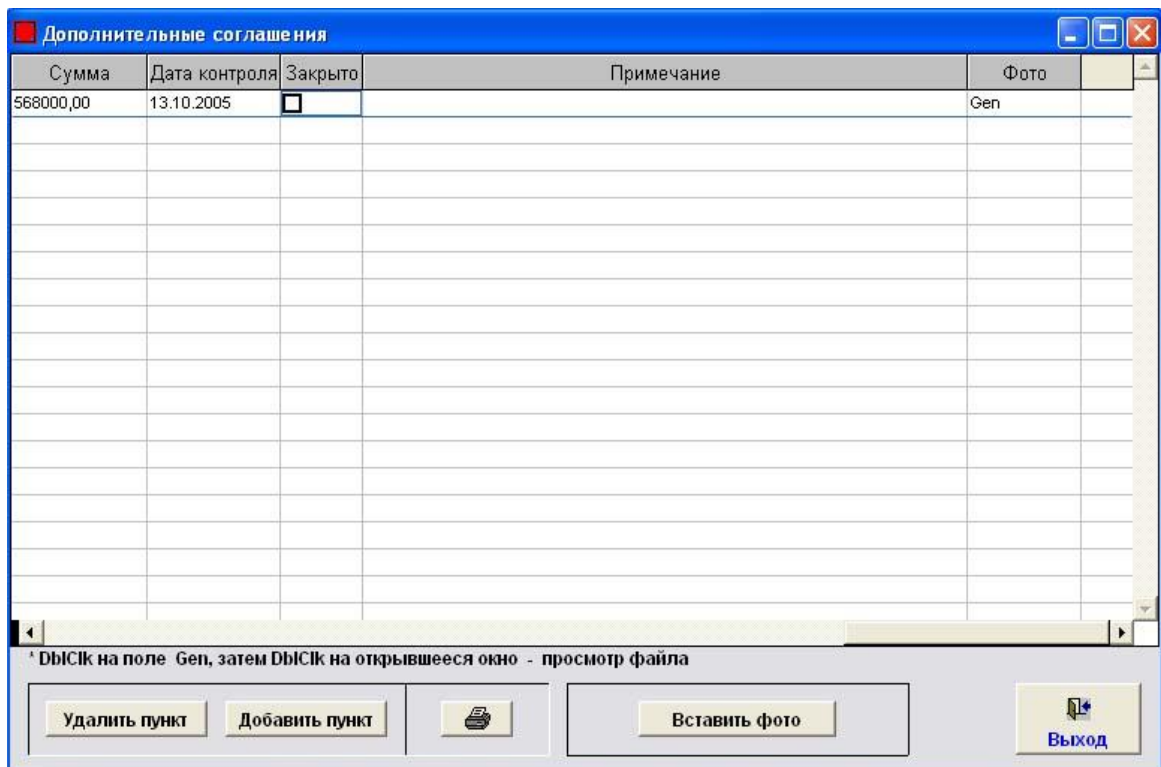 Дополнительные соглашения
Сумма Дата контроля Закрыто Примечание Фото
568000,00 13.10.2005 Gen
* DblClk на поле Gen, затем DblClk на открывшееся окно - просмотр файла
Удалить пункт Добавить пункт Вставить фото
Выход